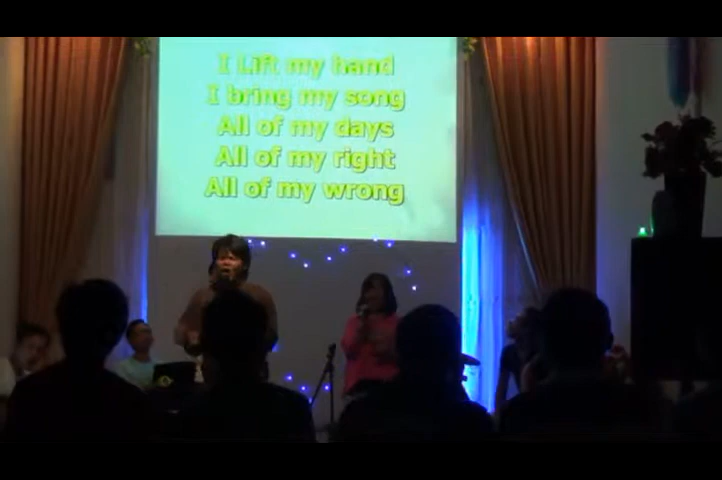 I Lift my hand
I bring my song
All of my days
All of my right
All of my wrong